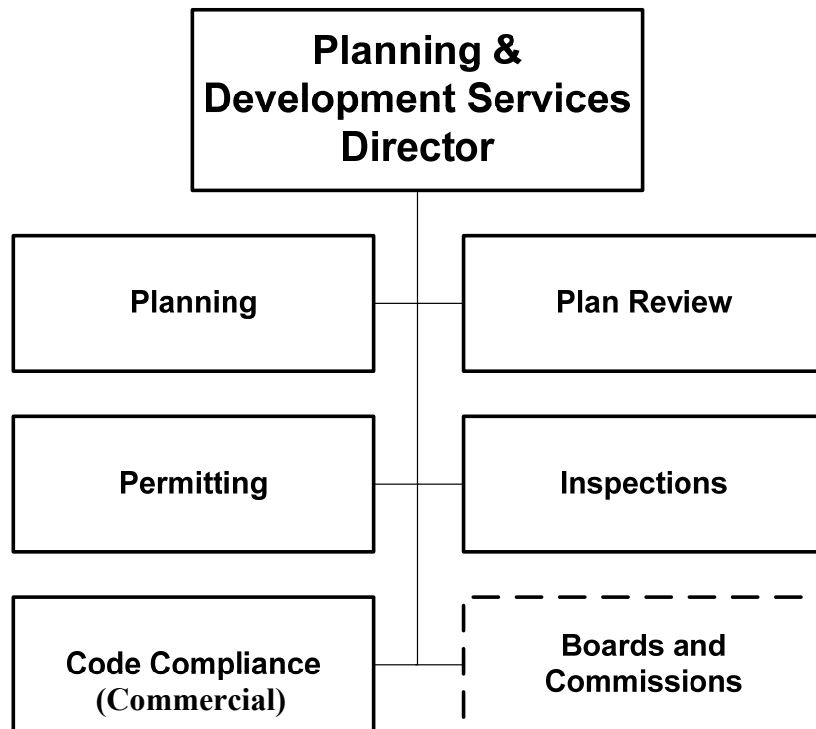 Planning &
Development Services
Director
Planning
Plan Review
Permitting
Inspections
Code Compliance
(Commercial)
Boards and
Commissions